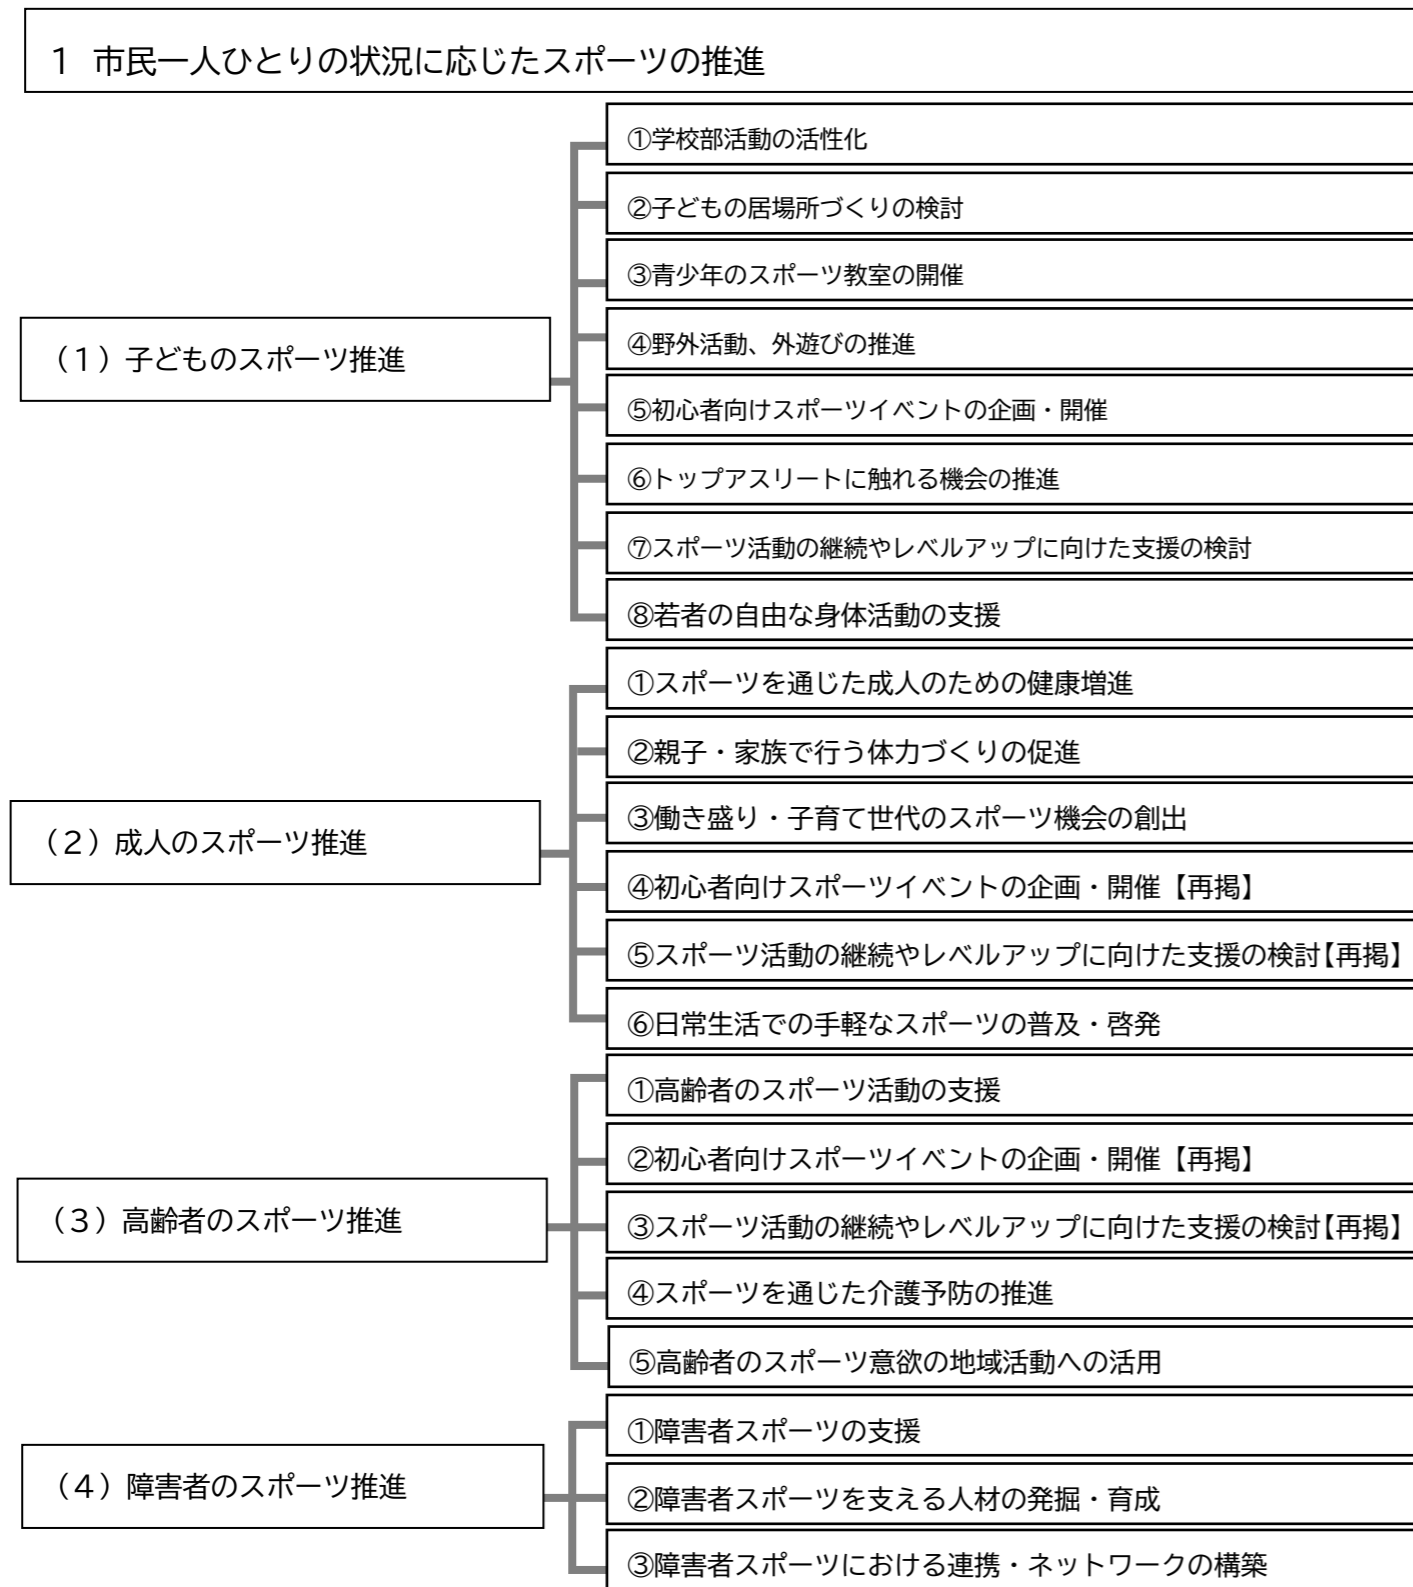 1 市民一人ひとりの状況に応じたスポーツの推進
（1）子どものスポーツ推進
①学校部活動の活性化
②子どもの居場所づくりの検討
③青少年のスポーツ教室の開催
④野外活動、外遊びの推進
⑤初心者向けスポーツイベントの企画・開催
⑥トップアスリートに触れる機会の推進
⑦スポーツ活動の継続やレベルアップに向けた支援の検討
⑧若者の自由な身体活動の支援
（2）成人のスポーツ推進
①スポーツを通じた成人のための健康増進
②親子・家族で行う体力づくりの促進
③働き盛り・子育て世代のスポーツ機会の創出
④初心者向けスポーツイベントの企画・開催【再掲】
⑤スポーツ活動の継続やレベルアップに向けた支援の検討【再掲】
⑥日常生活での手軽なスポーツの普及・啓発
（3）高齢者のスポーツ推進
①高齢者のスポーツ活動の支援
②初心者向けスポーツイベントの企画・開催【再掲】
③スポーツ活動の継続やレベルアップに向けた支援の検討【再掲】
④スポーツを通じた介護予防の推進
⑤高齢者のスポーツ意欲の地域活動への活用
（4）障害者のスポーツ推進
①障害者スポーツの支援
②障害者スポーツを支える人材の発掘・育成
③障害者スポーツにおける連携・ネットワークの構築